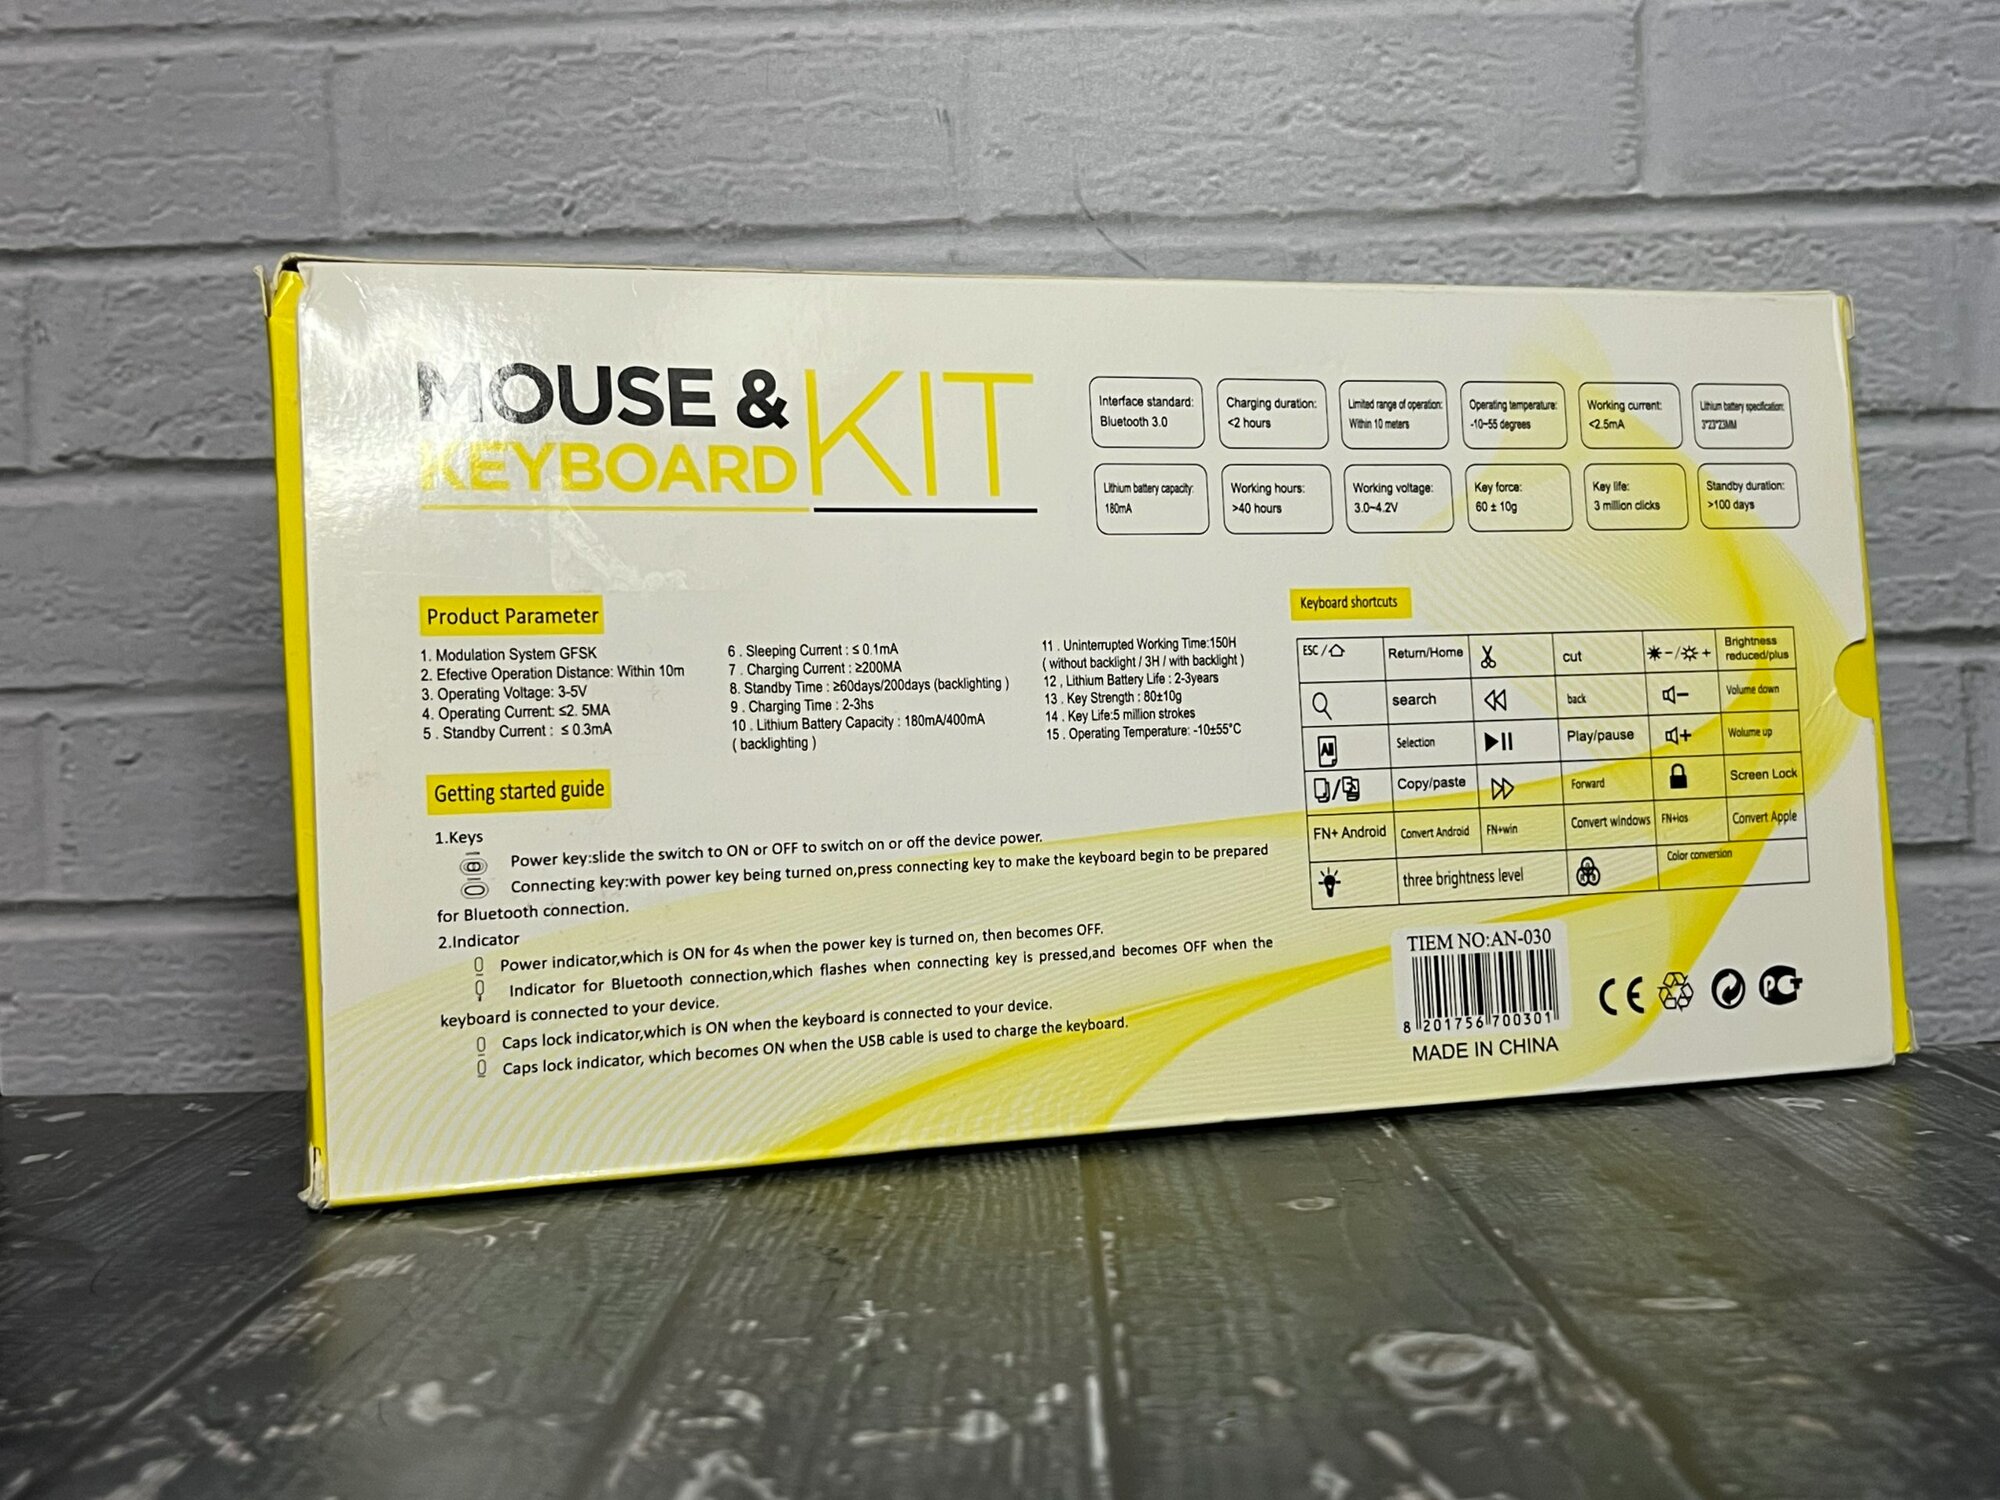 MOUSE &
KEYBOARD
KIT
Interface standard:
Bluetooth 3.0
Charging duration:
<2 hours
Limited range of operation:
Within 10 meters
Operating temperature:
-10~55 degrees
Working current:
<2.5mA
Lithium battery specification:
3*23*23MM
Lithium battery capacity:
180mA
Working hours:
>40 hours
Working voltage:
3.0~4.2V
Key force:
60 ± 10g
Key life:
3 million clicks
Standby duration:
>100 days
Product Parameter
1. Modulation System GFSK
2. Efective Operation Distance: Within 10m
3. Operating Voltage: 3-5V
4. Operating Current: ≤2. 5MA
5 . Standby Current : ≤ 0.3mA
6 . Sleeping Current : ≤ 0.1mA
7 . Charging Current : ≥200MA
8. Standby Time : ≥60days/200days (backlighting )
9 . Charging Time : 2-3hs
10 . Lithium Battery Capacity : 180mA/400mA
( backlighting )
11 . Uninterrupted Working Time:150H
( without backlight / 3H / with backlight )
12 , Lithium Battery Life : 2-3years
13 . Key Strength : 80±10g
14 . Key Life:5 million strokes
15 . Operating Temperature: -10±55°C
Getting started guide
1.Keys
Power key:slide the switch to ON or OFF to switch on or off the device power.
Connecting key:with power key being turned on,press connecting key to make the keyboard begin to be prepared
for Bluetooth connection.
2.Indicator
Power indicator,which is ON for 4s when the power key is turned on, then becomes OFF.
Indicator for Bluetooth connection,which flashes when connecting key is pressed,and becomes OFF when the
keyboard is connected to your device.
Caps lock indicator,which is ON when the keyboard is connected to your device.
Caps lock indicator, which becomes ON when the USB cable is used to charge the keyboard.
Keyboard shortcuts
ESC / Return/Home cut - / + Brightness
reduced/plus
search back Volume down
All Selection Play/pause Wolume up
Copy/paste Forward Screen Lock
FN+ Android Convert Android FN+win Convert windows FN+ios Convert Apple
three brightness level Color conversion
TIEM NO:AN-030
8 201756 700301
MADE IN CHINA
CE